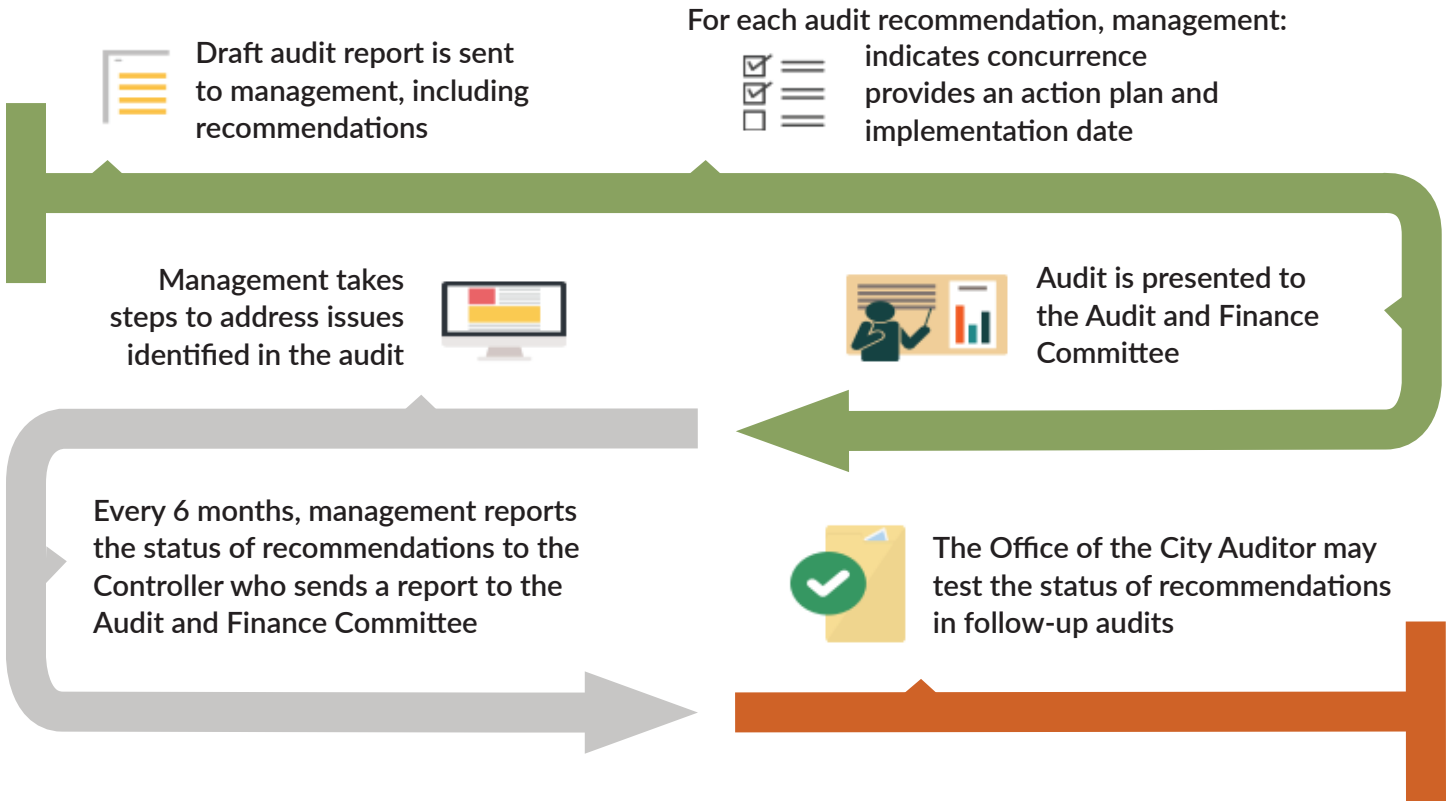 Draft audit report is sent
to management, including
recommendations
For each audit recommendation, management:
indicates concurrence
provides an action plan and
implementation date
Audit is presented to
the Audit and Finance
Committee
Management takes
steps to address issues
identified in the audit
Every 6 months, management reports
the status of recommendations to the
Controller who sends a report to the
Audit and Finance Committee
The Office of the City Auditor may
test the status of recommendations
in follow-up audits